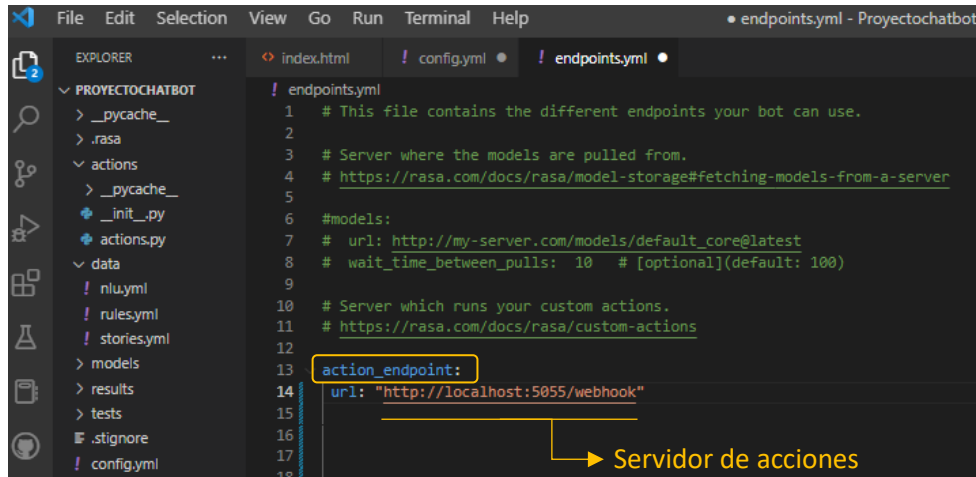 File Edit Selection View Go Run Terminal Help ● endpoints.yml - Proyectochatbot
EXPLORER ...
index.html ! config.yml ● ! endpoints.yml ●
2
PROYECTOCHATBOT
> __pycache__
> .rasa
actions
> __pycache__
__init__.py
actions.py
data
! nlu.yml
! rules.yml
! stories.yml
> models
> results
> tests
.stignore
! config.yml
! endpoints.yml
1 # This file contains the different endpoints your bot can use.
2
3 # Server where the models are pulled from.
4 # https://rasa.com/docs/rasa/model-storage#fetching-models-from-a-server
5
6 #models:
7 #  url: http://my-server.com/models/default_core@latest
8 #  wait_time_between_pulls:  10   # [optional](default: 100)
9
10 # Server which runs your custom actions.
11 # https://rasa.com/docs/rasa/custom-actions
12
13 action_endpoint:
14  url: "http://localhost:5055/webhook"
15
16
17
18
Servidor de acciones